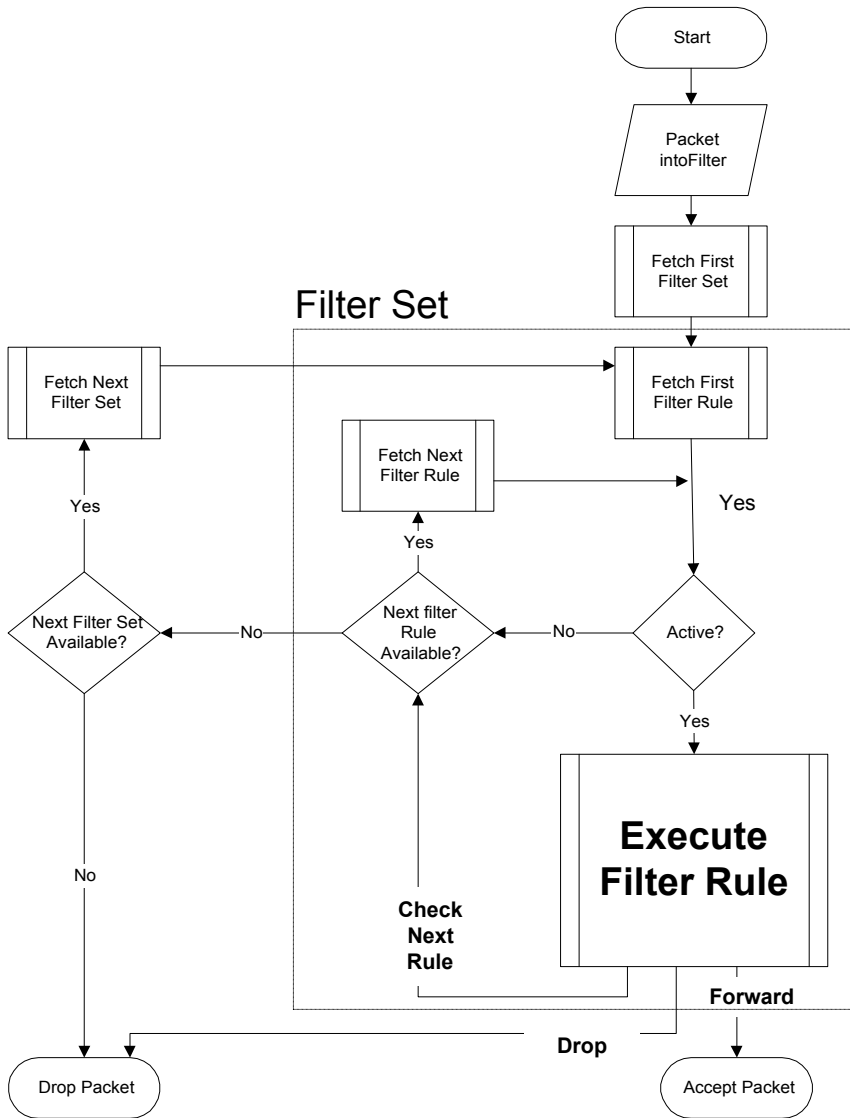 Start
Packet
intoFilter
Fetch First
Filter Set
Filter Set
Fetch Next
Filter Set
Fetch First
Filter Rule
Fetch Next
Filter Rule
Yes
Yes
Yes
Next Filter Set
Available?
No
Next filter
Rule
Available?
No
Active?
Yes
Execute
Filter Rule
No
Check
Next
Rule
Forward
Drop
Drop Packet
Accept Packet